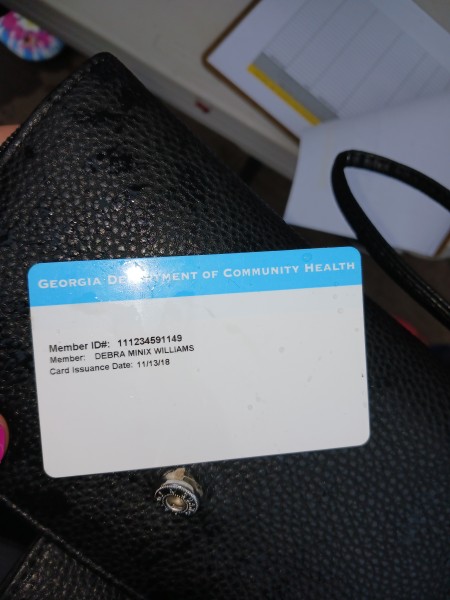 GEORGIA DEPARTMENT OF COMMUNITY HEALTH
Member ID#: 111234591149
Member: DEBRA MINIX WILLIAMS
Card Issuance Date: 11/13/18